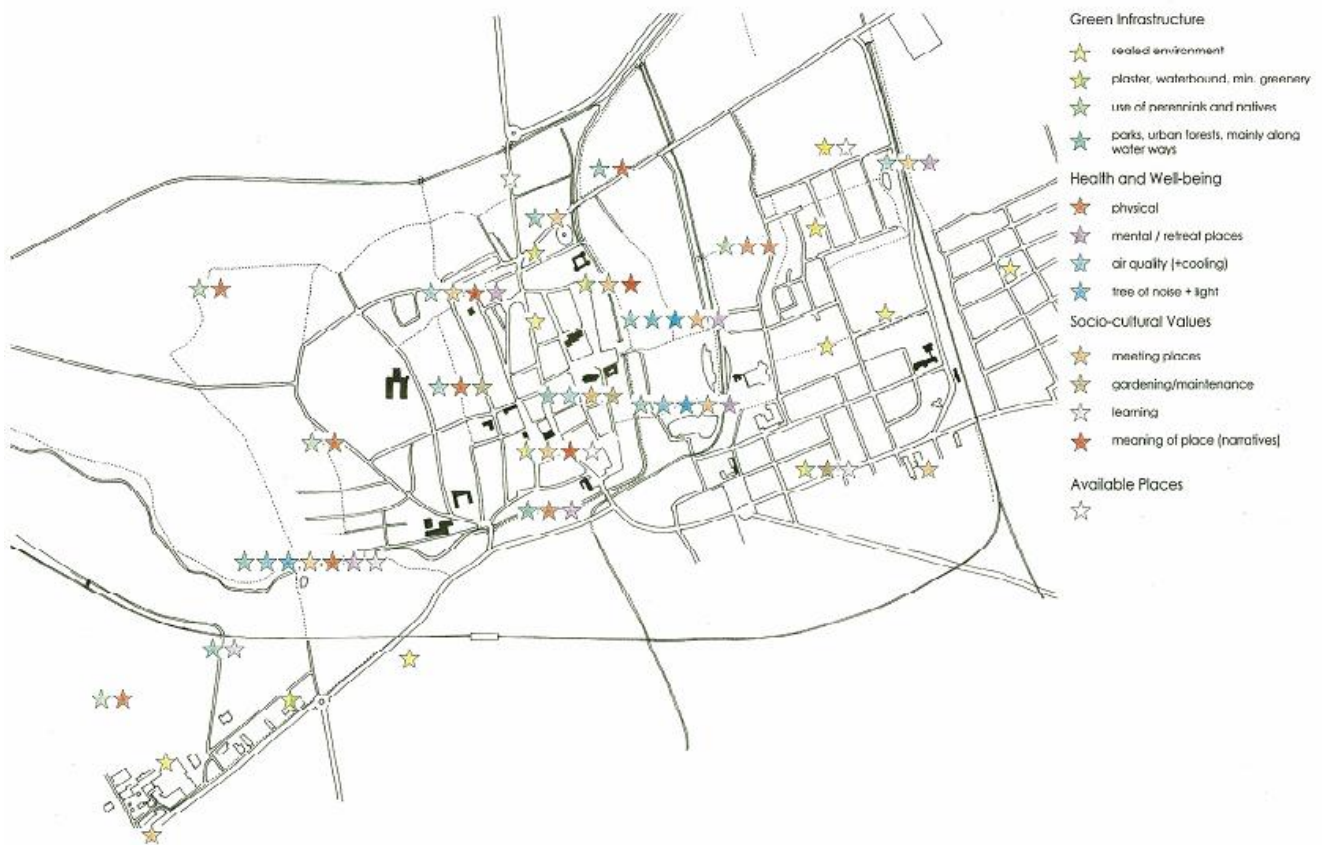 Green Infrastructure
sealed environment
plaster, waterbound, min. greenery
use of perennials and natives
parks, urban forests, mainly along
water ways
Health and Well-being
physical
mental / retreat places
air quality (+cooling)
free of noise + light
Socio-cultural Values
meeting places
gardening/maintenance
learning
meaning of place (narratives)
Available Places